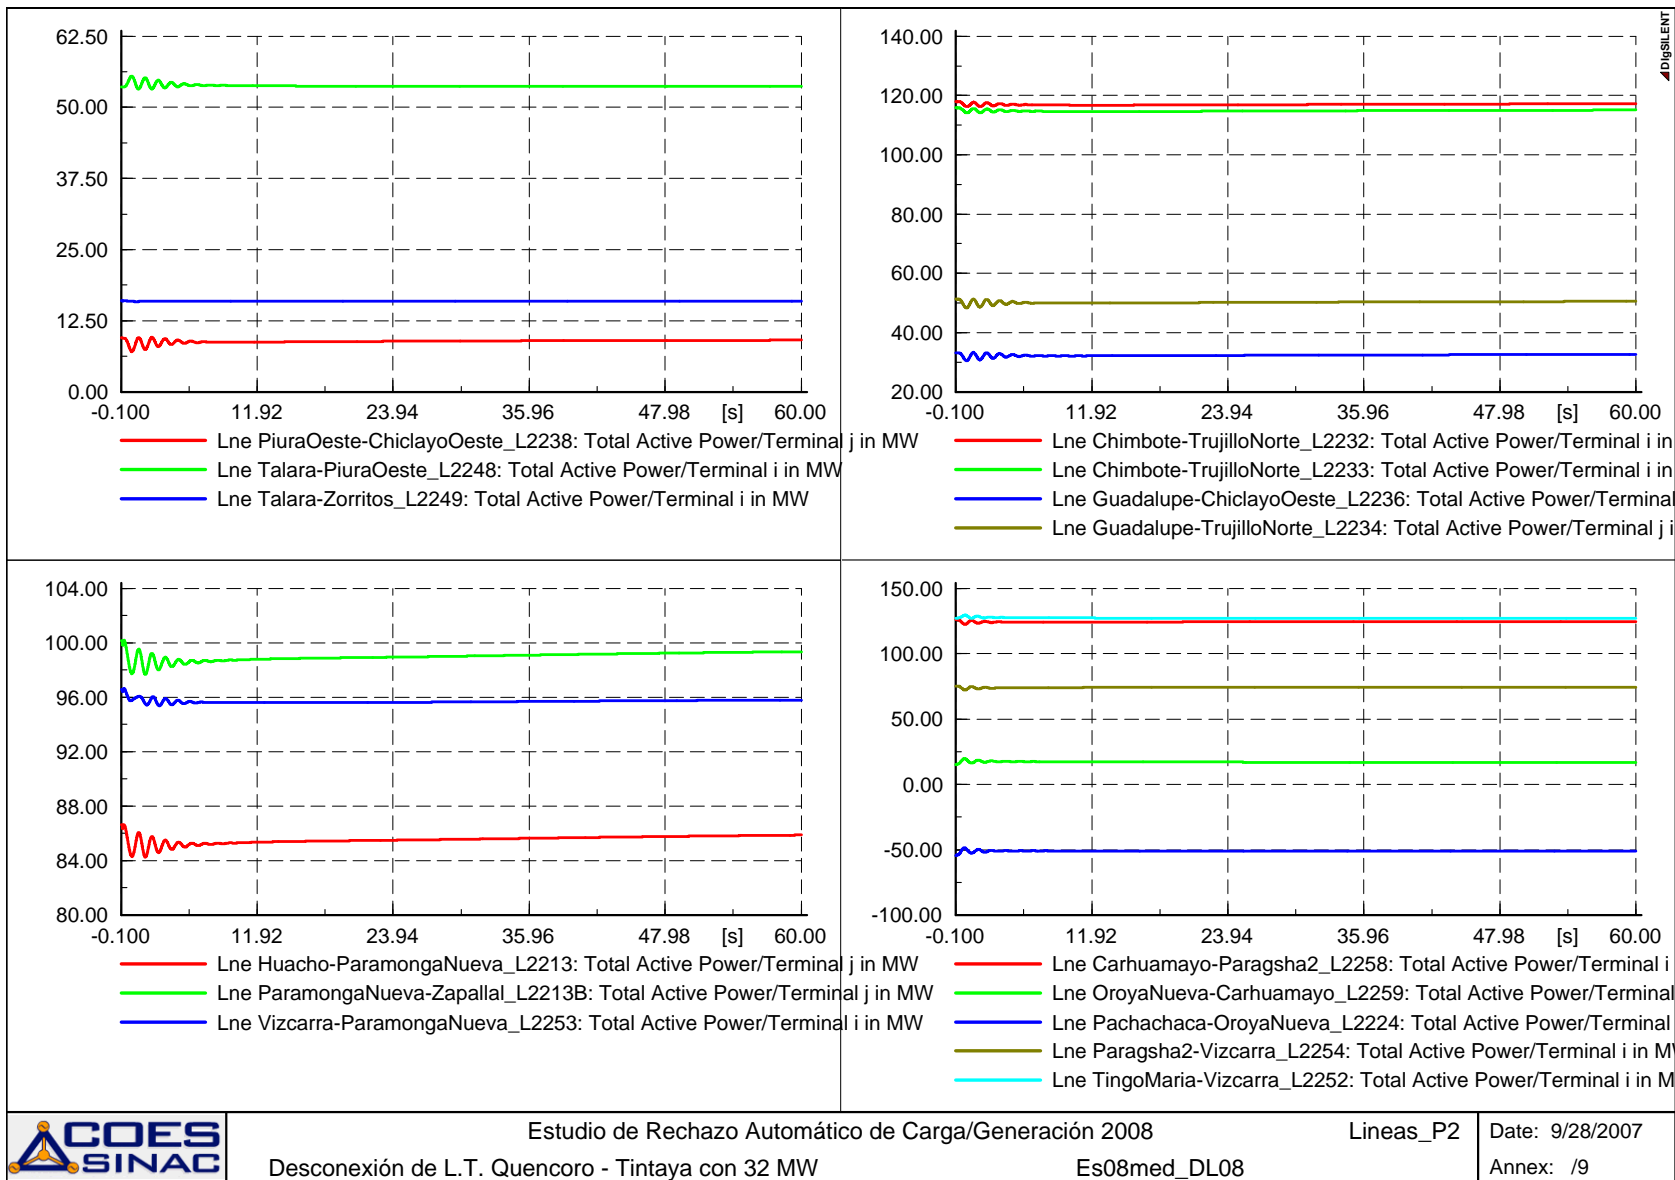 DIgSILENT
62.50
50.00
37.50
25.00
12.50
0.00
-0.100 11.92 23.94 35.96 47.98 [s] 60.00
Lne PiuraOeste-ChiclayoOeste_L2238: Total Active Power/Terminal j in MW
Lne Talara-PiuraOeste_L2248: Total Active Power/Terminal i in MW
Lne Talara-Zorritos_L2249: Total Active Power/Terminal i in MW
140.00
120.00
100.00
80.00
60.00
40.00
20.00
-0.100 11.92 23.94 35.96 47.98 [s] 60.00
Lne Chimbote-TrujilloNorte_L2232: Total Active Power/Terminal i in
Lne Chimbote-TrujilloNorte_L2233: Total Active Power/Terminal i in
Lne Guadalupe-ChiclayoOeste_L2236: Total Active Power/Terminal
Lne Guadalupe-TrujilloNorte_L2234: Total Active Power/Terminal j i
104.00
100.00
96.00
92.00
88.00
84.00
80.00
-0.100 11.92 23.94 35.96 47.98 [s] 60.00
Lne Huacho-ParamongaNueva_L2213: Total Active Power/Terminal j in MW
Lne ParamongaNueva-Zapallal_L2213B: Total Active Power/Terminal j in MW
Lne Vizcarra-ParamongaNueva_L2253: Total Active Power/Terminal i in MW
150.00
100.00
50.00
0.00
-50.00
-100.00
-0.100 11.92 23.94 35.96 47.98 [s] 60.00
Lne Carhuamayo-Paragsha2_L2258: Total Active Power/Terminal i
Lne OroyaNueva-Carhuamayo_L2259: Total Active Power/Terminal
Lne Pachachaca-OroyaNueva_L2224: Total Active Power/Terminal
Lne Paragsha2-Vizcarra_L2254: Total Active Power/Terminal i in M
Lne TingoMaria-Vizcarra_L2252: Total Active Power/Terminal i in M
COES
SINAC
Estudio de Rechazo Automático de Carga/Generación 2008 Lineas_P2
Desconexión de L.T. Quencoro - Tintaya con 32 MW Es08med_DL08
Date: 9/28/2007
Annex: /9